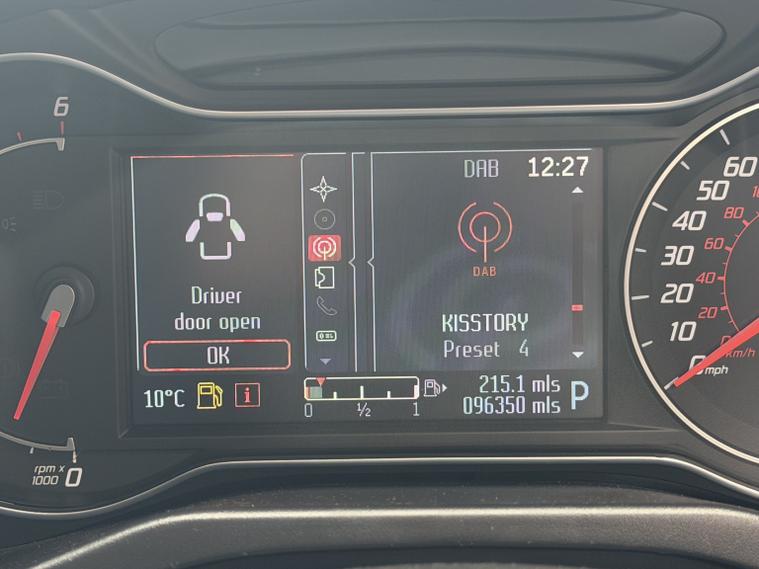 6
DAB 12:27
DAB
Driver
door open
OK
KISSTORY
Preset 4
10°C
i
0 ½ 1
215.1 mls
096350 mls
P
rpm x
1000
0
60
50
40
30
20
10
0 mph
80
60
40
20
km/h